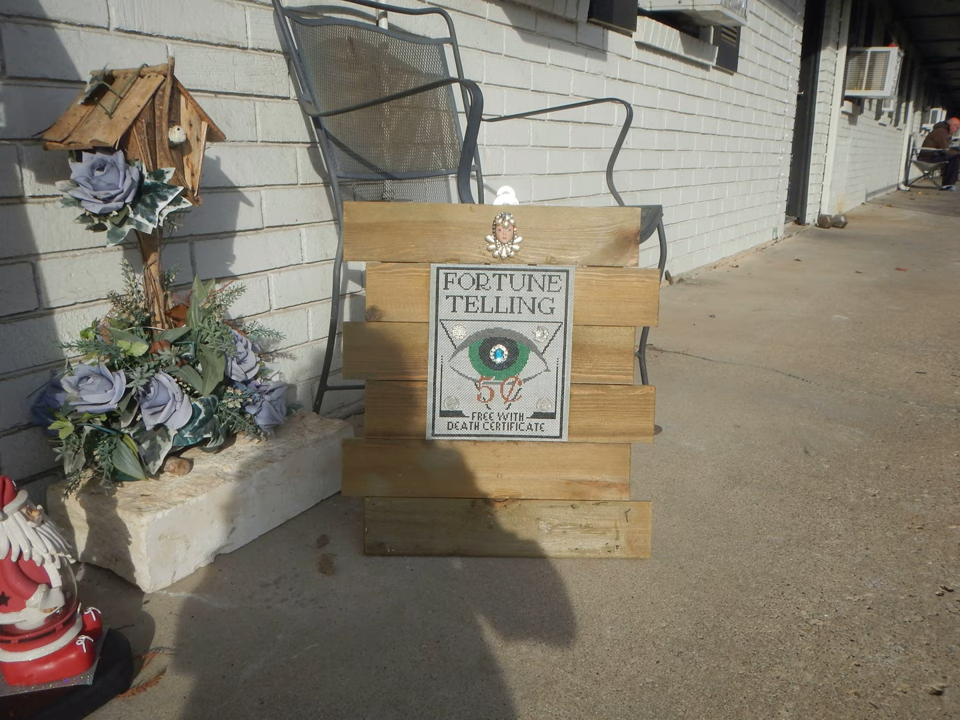 FORTUNE
TELLING
5¢
FREE WITH
DEATH CERTIFICATE